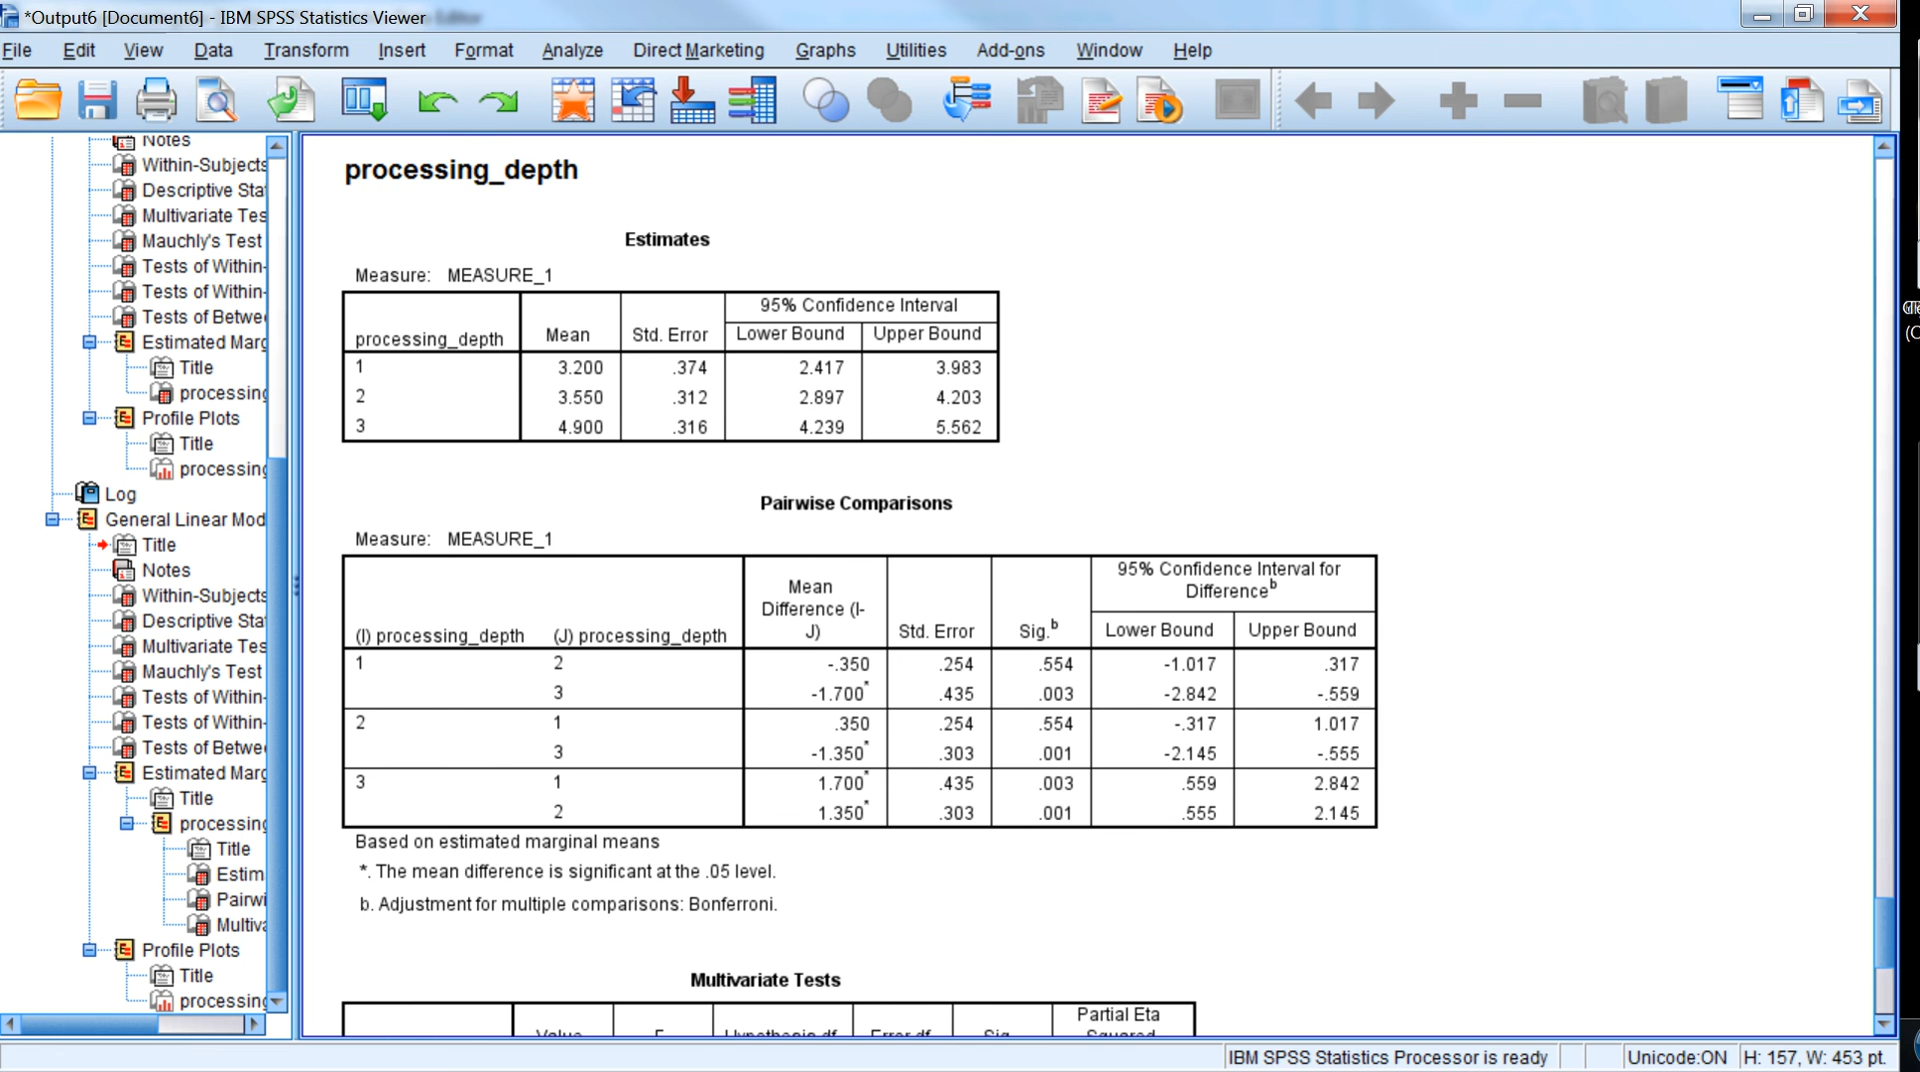 *Output6 [Document6] - IBM SPSS Statistics Viewer
File Edit View Data Transform Insert Format Analyze Direct Marketing Graphs Utilities Add-ons Window Help
Notes
Within-Subjects
Descriptive Sta
Multivariate Tes
Mauchly's Test
Tests of Within-
Tests of Within-
Tests of Betwe
Estimated Marg
Title
processing
Profile Plots
Title
processing
Log
General Linear Mod
Title
Notes
Within-Subjects
Descriptive Sta
Multivariate Tes
Mauchly's Test
Tests of Within-
Tests of Within-
Tests of Betwe
Estimated Marg
Title
processing
Title
Estim
Pairwi
Multiva
Profile Plots
Title
processing
processing_depth
Estimates
Measure: MEASURE_1
95% Confidence Interval
processing_depth Mean Std. Error Lower Bound Upper Bound
1 3.200 .374 2.417 3.983
2 3.550 .312 2.897 4.203
3 4.900 .316 4.239 5.562
Pairwise Comparisons
Measure: MEASURE_1
95% Confidence Interval for
Differenceb
Mean
Difference (I-
J)
(I) processing_depth (J) processing_depth Std. Error Sig.b Lower Bound Upper Bound
1 2 -.350 .254 .554 -1.017 .317
3 -1.700* .435 .003 -2.842 -.559
2 1 .350 .254 .554 -.317 1.017
3 -1.350* .303 .001 -2.145 -.555
3 1 1.700* .435 .003 .559 2.842
2 1.350* .303 .001 .555 2.145
Based on estimated marginal means
*. The mean difference is significant at the .05 level.
b. Adjustment for multiple comparisons: Bonferroni.
Multivariate Tests
Partial Eta
Squared
Value F Hypothesis df Error df Sig.
IBM SPSS Statistics Processor is ready Unicode:ON H: 157, W: 453 pt.